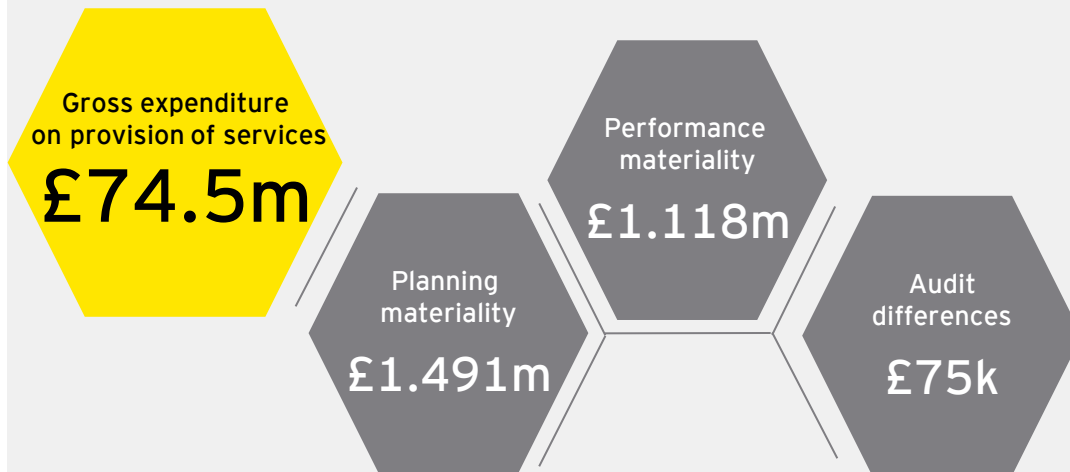 Gross expenditure
on provision of services
£74.5m
Planning
materiality
£1.491m
Performance
materiality
£1.118m
Audit
differences
£75k